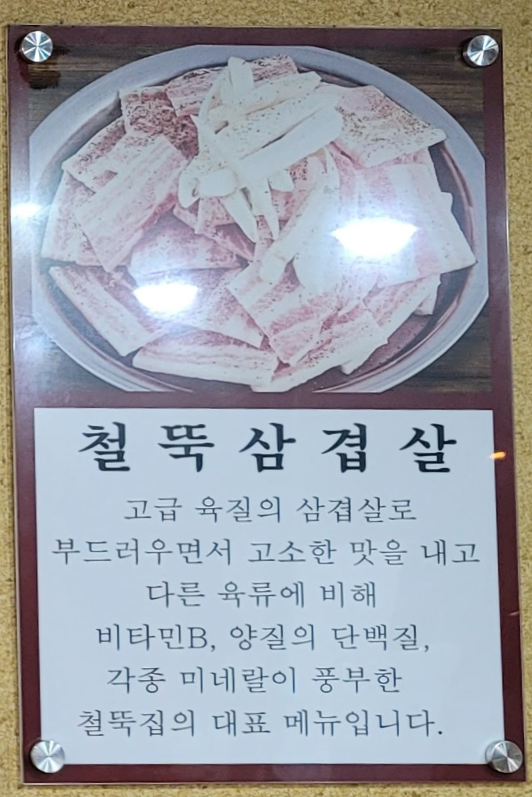 철뚝삼겹살
고급 육질의 삼겹살로
부드러우면서 고소한 맛을 내고
다른 육류에 비해
비타민B, 양질의 단백질,
각종 미네랄이 풍부한
철뚝집의 대표 메뉴입니다.